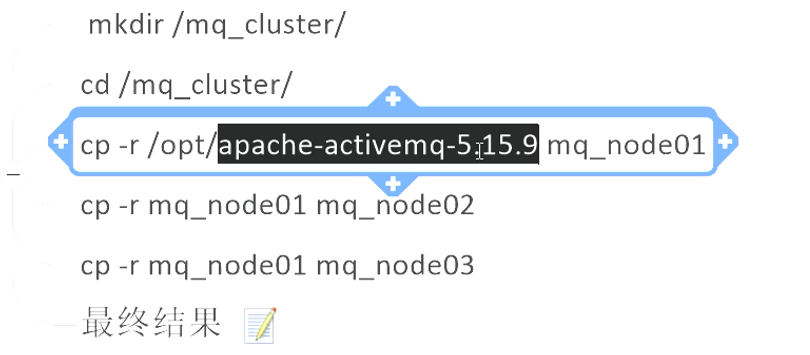 mkdir /mq_cluster/
cd /mq_cluster/
cp -r /opt/apache-activemq-5.15.9 mq_node01
cp -r mq_node01 mq_node02
cp -r mq_node01 mq_node03
最终结果